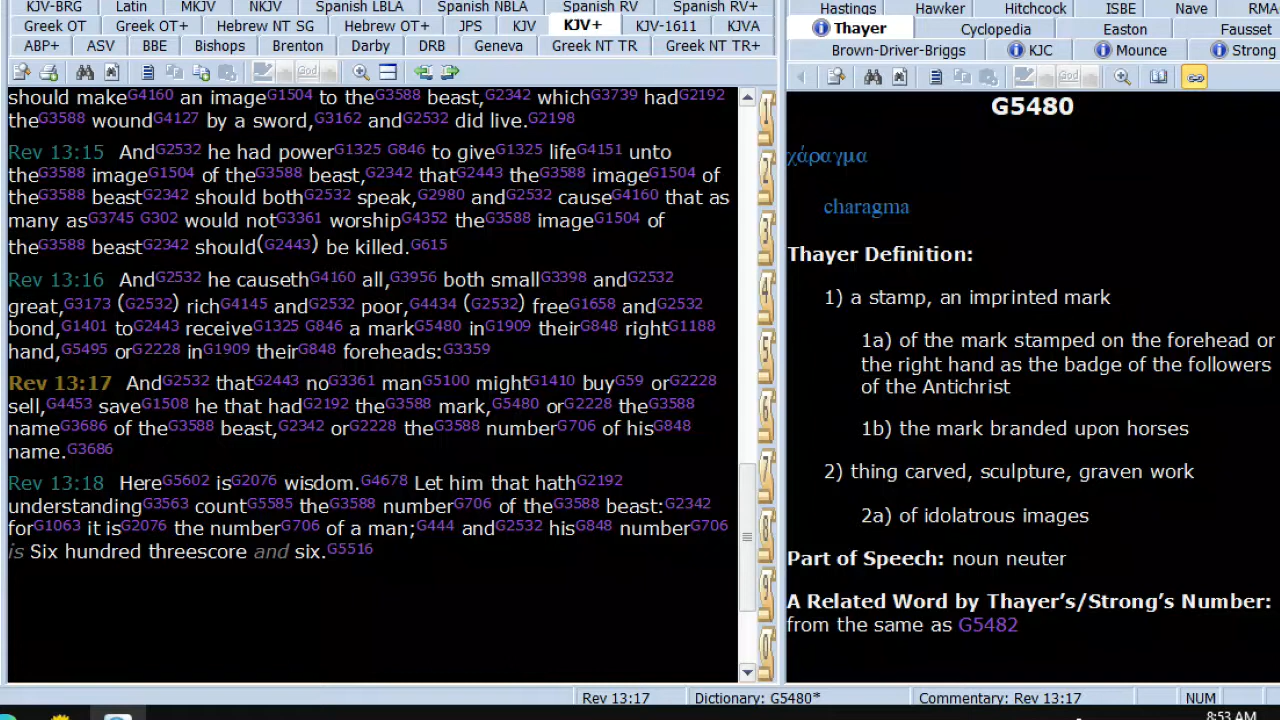 KJV-BRG Latin MKJV NKJV Spanish LBLA Spanish NBLA Spanish RV Spanish RV+
Greek OT Greek OT+ Hebrew NT SG Hebrew OT+ JPS KJV KJV+ KJV-1611 KJVA
ABP+ ASV BBE Bishops Brenton Darby DRB Geneva Greek NT TR Greek NT TR+
should makeG4160 an imageG1504 to theG3588 beast,G2342 whichG3739 hadG2192
theG3588 woundG4127 by a sword,G3162 andG2532 did live.G2198
Rev 13:15 AndG2532 he had powerG1325 G846 to giveG1325 lifeG4151 unto
theG3588 imageG1504 of theG3588 beast,G2342 thatG2443 theG3588 imageG1504 of
theG3588 beastG2342 should bothG2532 speak,G2980 andG2532 causeG4160 that as
many asG3745 G302 would notG3361 worshipG4352 theG3588 imageG1504 of
theG3588 beastG2342 should(G2443) be killed.G615
Rev 13:16 AndG2532 he causethG4160 all,G3956 both smallG3398 andG2532
great,G3173 (G2532) richG4145 andG2532 poor,G4434 (G2532) freeG1658 andG2532
bond,G1401 toG2443 receiveG1325 G846 a markG5480 inG1909 theirG848 rightG1188
hand,G5495 orG2228 inG1909 theirG848 foreheads:G3359
Rev 13:17 AndG2532 thatG2443 noG3361 manG5100 mightG1410 buyG59 orG2228
sell,G4453 saveG1508 he that hadG2192 theG3588 mark,G5480 orG2228 theG3588
nameG3686 of theG3588 beast,G2342 orG2228 theG3588 numberG706 of hisG848
name.G3686
Rev 13:18 HereG5602 isG2076 wisdom.G4678 Let him that hathG2192
understandingG3563 countG5585 theG3588 numberG706 of theG3588 beast:G2342
forG1063 it isG2076 the numberG706 of a man;G444 andG2532 hisG848 numberG706
is Six hundred threescore and six.G5516
Hastings Hawker Hitchcock ISBE Nave RMA
Thayer Cyclopedia Easton Fausset
Brown-Driver-Briggs KJC Mounce Strong
G5480
χάραγμα
charagma
Thayer Definition:
1) a stamp, an imprinted mark
1a) of the mark stamped on the forehead or
the right hand as the badge of the followers
of the Antichrist
1b) the mark branded upon horses
2) thing carved, sculpture, graven work
2a) of idolatrous images
Part of Speech: noun neuter
A Related Word by Thayer’s/Strong’s Number:
from the same as G5482
Rev 13:17 Dictionary: G5480* Commentary: Rev 13:17 NUM
8:53 AM